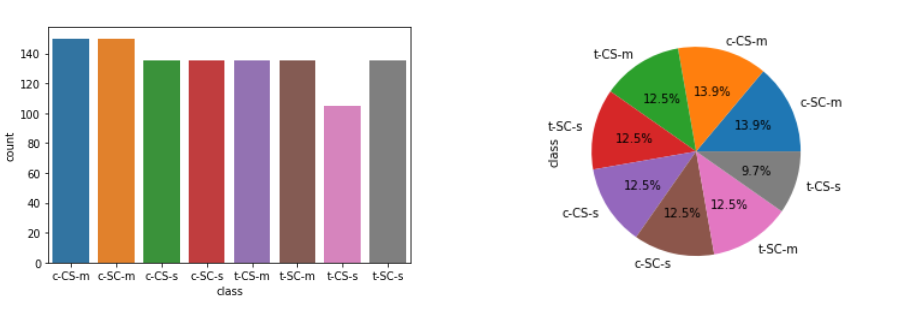 count
140
120
100
80
60
40
20
0
c-CS-m c-SC-m c-CS-s c-SC-s t-CS-m t-SC-m t-CS-s t-SC-s
class
class
c-SC-m
13.9%
c-CS-m
13.9%
t-CS-m
12.5%
t-SC-s
12.5%
c-CS-s
12.5%
c-SC-s
12.5%
t-SC-m
12.5%
t-CS-s
9.7%